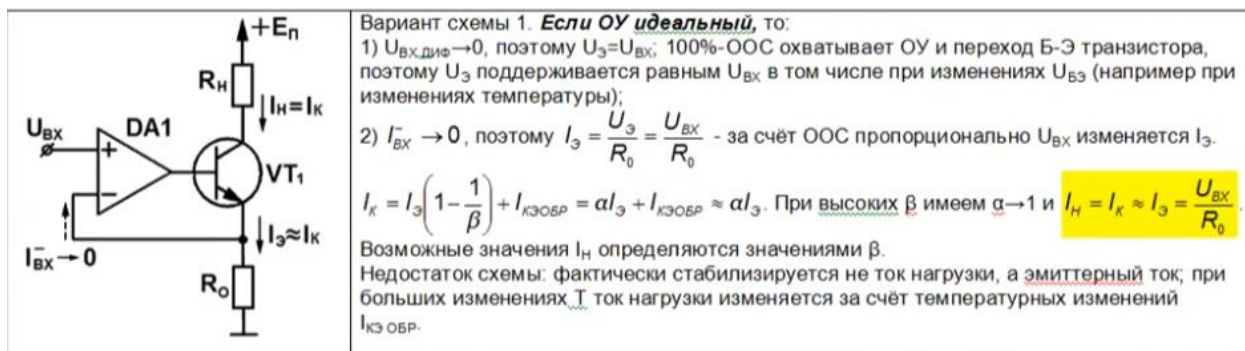 +Eп
Rн
Iн=Iк
Uвх
DA1
+
−
VT₁
Iэ≈Iк
I⁻вх→0
Rо
Вариант схемы 1. Если ОУ идеальный, то:
1) Uвх.диф→0, поэтому Uэ=Uвх; 100%-ООС охватывает ОУ и переход Б-Э транзистора,
поэтому Uэ поддерживается равным Uвх в том числе при изменениях Uбэ (например при
изменениях температуры);
2) I⁻вх → 0, поэтому Iэ = Uэ/R₀ = Uвх/R₀ - за счёт ООС пропорционально Uвх изменяется Iэ.
Iк = Iэ(1−1/β) + Iкэобр = αIэ + Iкэобр ≈ αIэ. При высоких β имеем α→1 и Iн = Iк ≈ Iэ = Uвх/R₀.
Возможные значения Iн определяются значениями β.
Недостаток схемы: фактически стабилизируется не ток нагрузки, а эмиттерный ток; при
больших изменениях Т ток нагрузки изменяется за счёт температурных изменений
Iкэ обр.